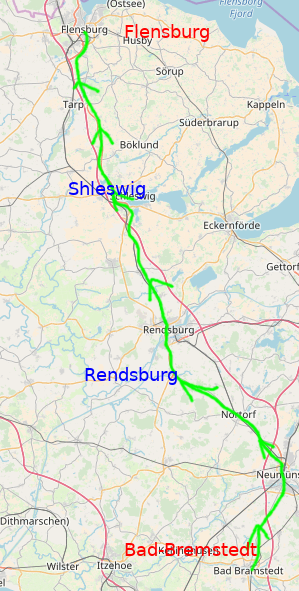 (Ostsee)
Flensburg
Fjord
Flensburg
Flensburg
Husby
Sörup
Tarp
Kappeln
Süderbrarup
Böklund
Shleswig
Schleswig
Eckernförde
Gettorf
Rendsburg
Rendsburg
Nortorf
Neumüns
Dithmarschen)
Bad Bramstedt
Wilster
Itzehoe
Bad Bramstedt